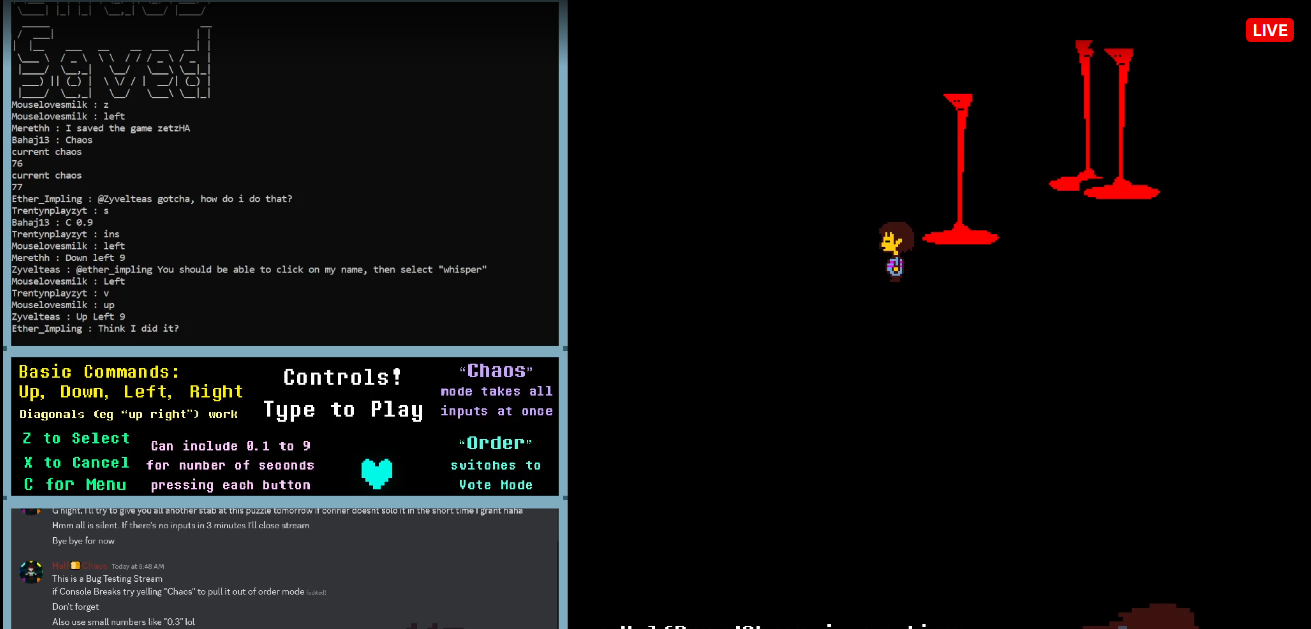 Saved
Mouselovesmilk : z
Mouselovesmilk : left
Merethh : I saved the game zetzHA
Bahaj13 : Chaos
current chaos
76
current chaos
77
Ether_Impling : @Zyvelteas gotcha, how do i do that?
Trentynplayzyt : s
Bahaj13 : C 0.9
Trentynplayzyt : ins
Mouselovesmilk : left
Merethh : Down left 9
Zyvelteas : @ether_impling You should be able to click on my name, then select "whisper"
Mouselovesmilk : Left
Trentynplayzyt : v
Mouselovesmilk : up
Zyvelteas : Up Left 9
Ether_Impling : Think I did it?
Basic Commands:
Up, Down, Left, Right
Diagonals (eg “up right”) work
Z to Select
X to Cancel
C for Menu
Can include 0.1 to 9
for number of seconds
pressing each button
Controls!
Type to Play
“Chaos”
mode takes all
inputs at once
“Order”
switches to
Vote Mode
G night, I'll try to give you all another stab at this puzzle tomorrow if conner doesnt solo it in the short time I grant haha
Hmm all is silent. If there's no inputs in 3 minutes I'll close stream
Bye bye for now
Chaos Today at 8:48 AM
This is a Bug Testing Stream
if Console Breaks try yelling "Chaos" to pull it out of order mode (edited)
Don't forget
Also use small numbers like "0.3" lol
LIVE